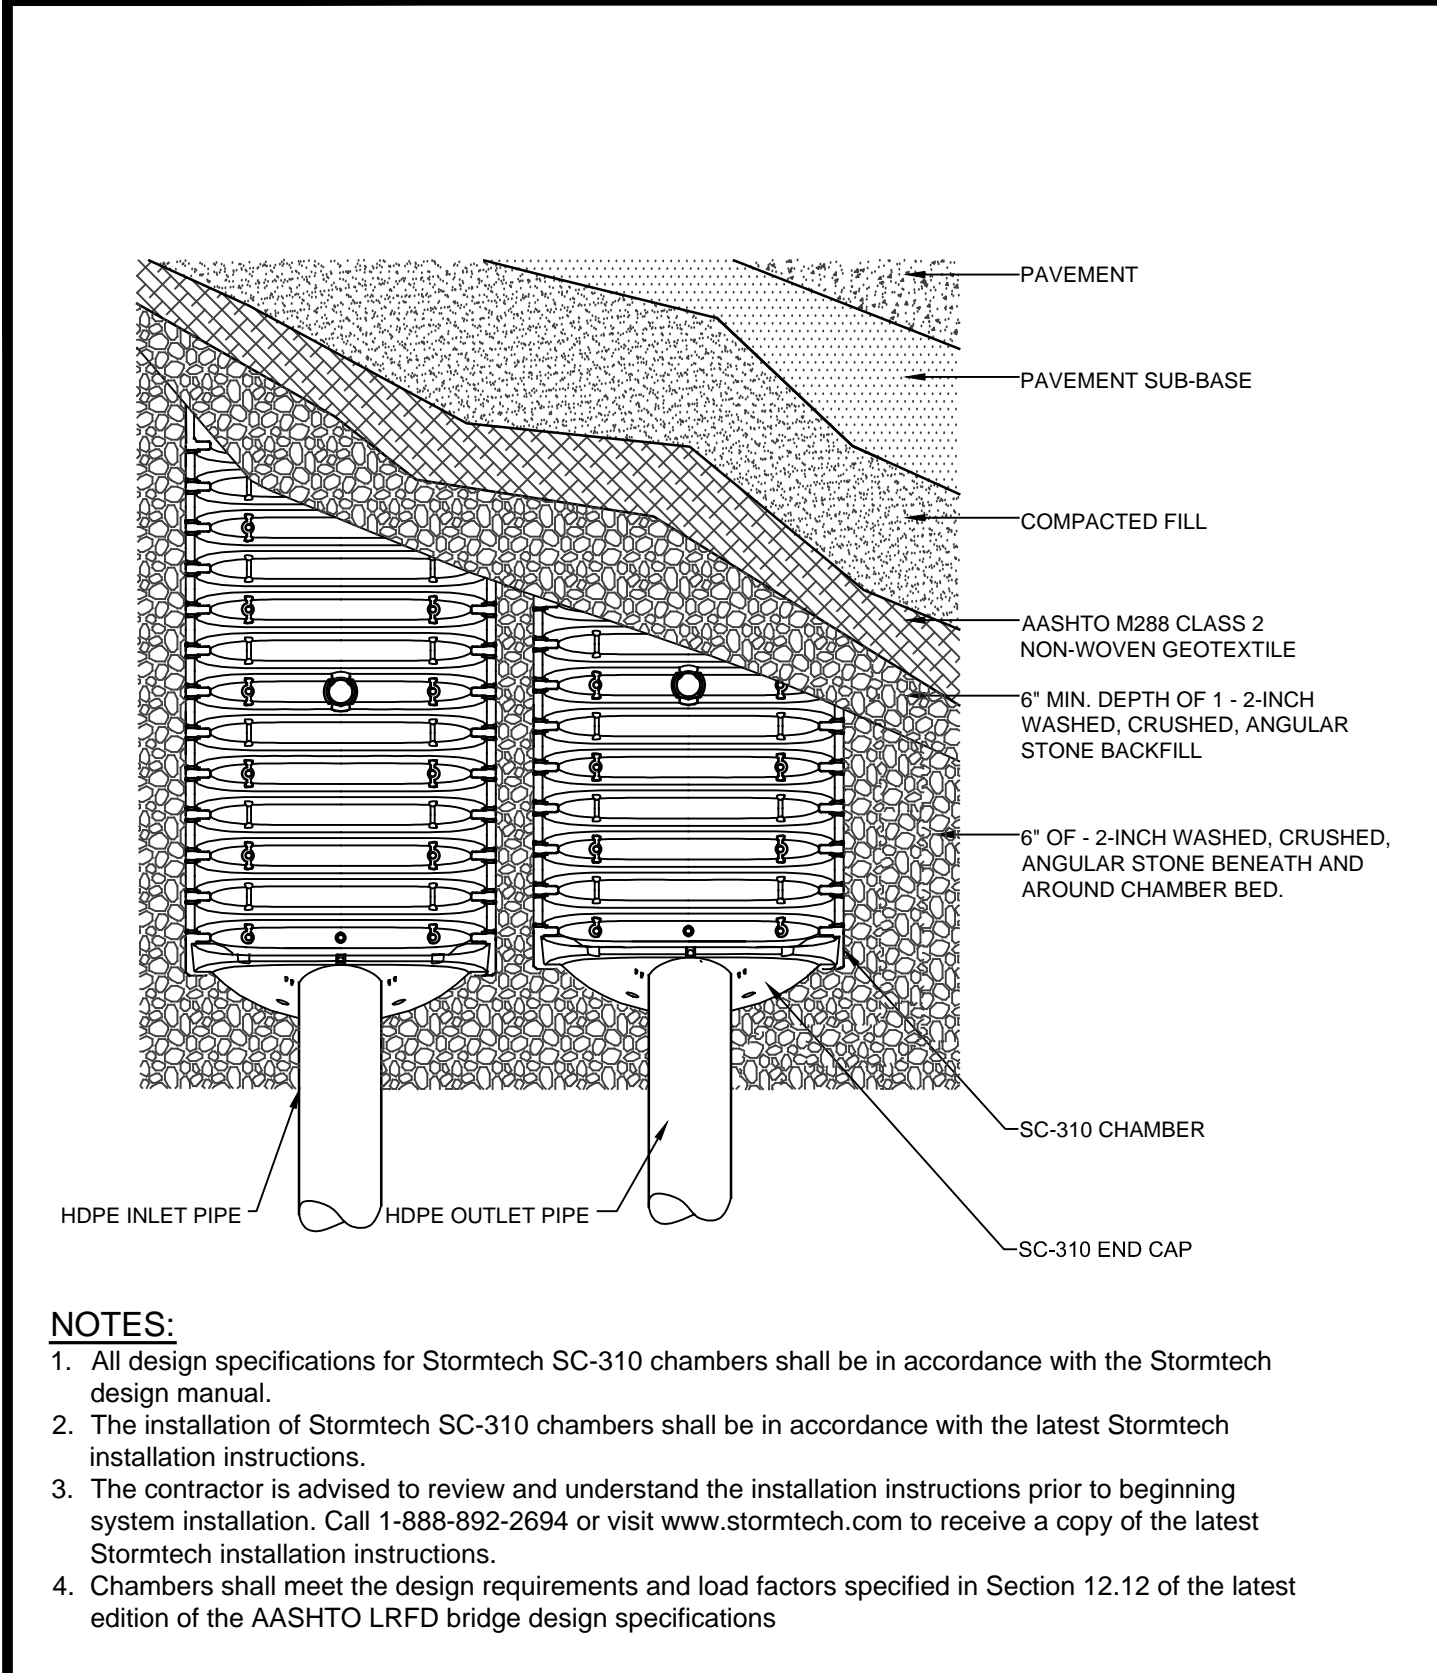 PAVEMENT
PAVEMENT SUB-BASE
COMPACTED FILL
AASHTO M288 CLASS 2
NON-WOVEN GEOTEXTILE
6" MIN. DEPTH OF 1 - 2-INCH
WASHED, CRUSHED, ANGULAR
STONE BACKFILL
6" OF - 2-INCH WASHED, CRUSHED,
ANGULAR STONE BENEATH AND
AROUND CHAMBER BED.
SC-310 CHAMBER
HDPE INLET PIPE
HDPE OUTLET PIPE
SC-310 END CAP
NOTES:
1. All design specifications for Stormtech SC-310 chambers shall be in accordance with the Stormtech
design manual.
2. The installation of Stormtech SC-310 chambers shall be in accordance with the latest Stormtech
installation instructions.
3. The contractor is advised to review and understand the installation instructions prior to beginning
system installation. Call 1-888-892-2694 or visit www.stormtech.com to receive a copy of the latest
Stormtech installation instructions.
4. Chambers shall meet the design requirements and load factors specified in Section 12.12 of the latest
edition of the AASHTO LRFD bridge design specifications